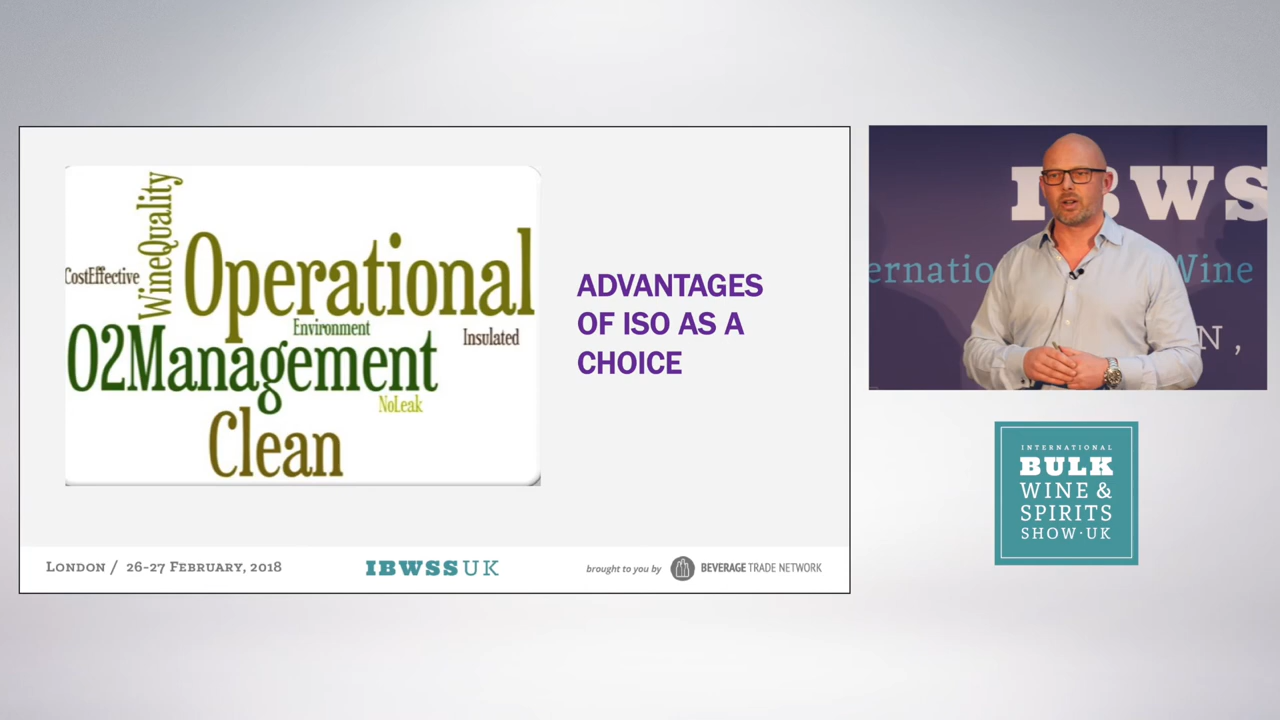 WineQuality
CostEffective
Operational
Environment
Insulated
O2Management
NoLeak
Clean
ADVANTAGES
OF ISO AS A
CHOICE
LONDON / 26-27 FEBRUARY, 2018
IBWSS UK
brought to you by
BEVERAGE TRADE NETWORK
IBWS
ernatio Wine
N,
INTERNATIONAL
BULK
WINE &
SPIRITS
SHOW·UK